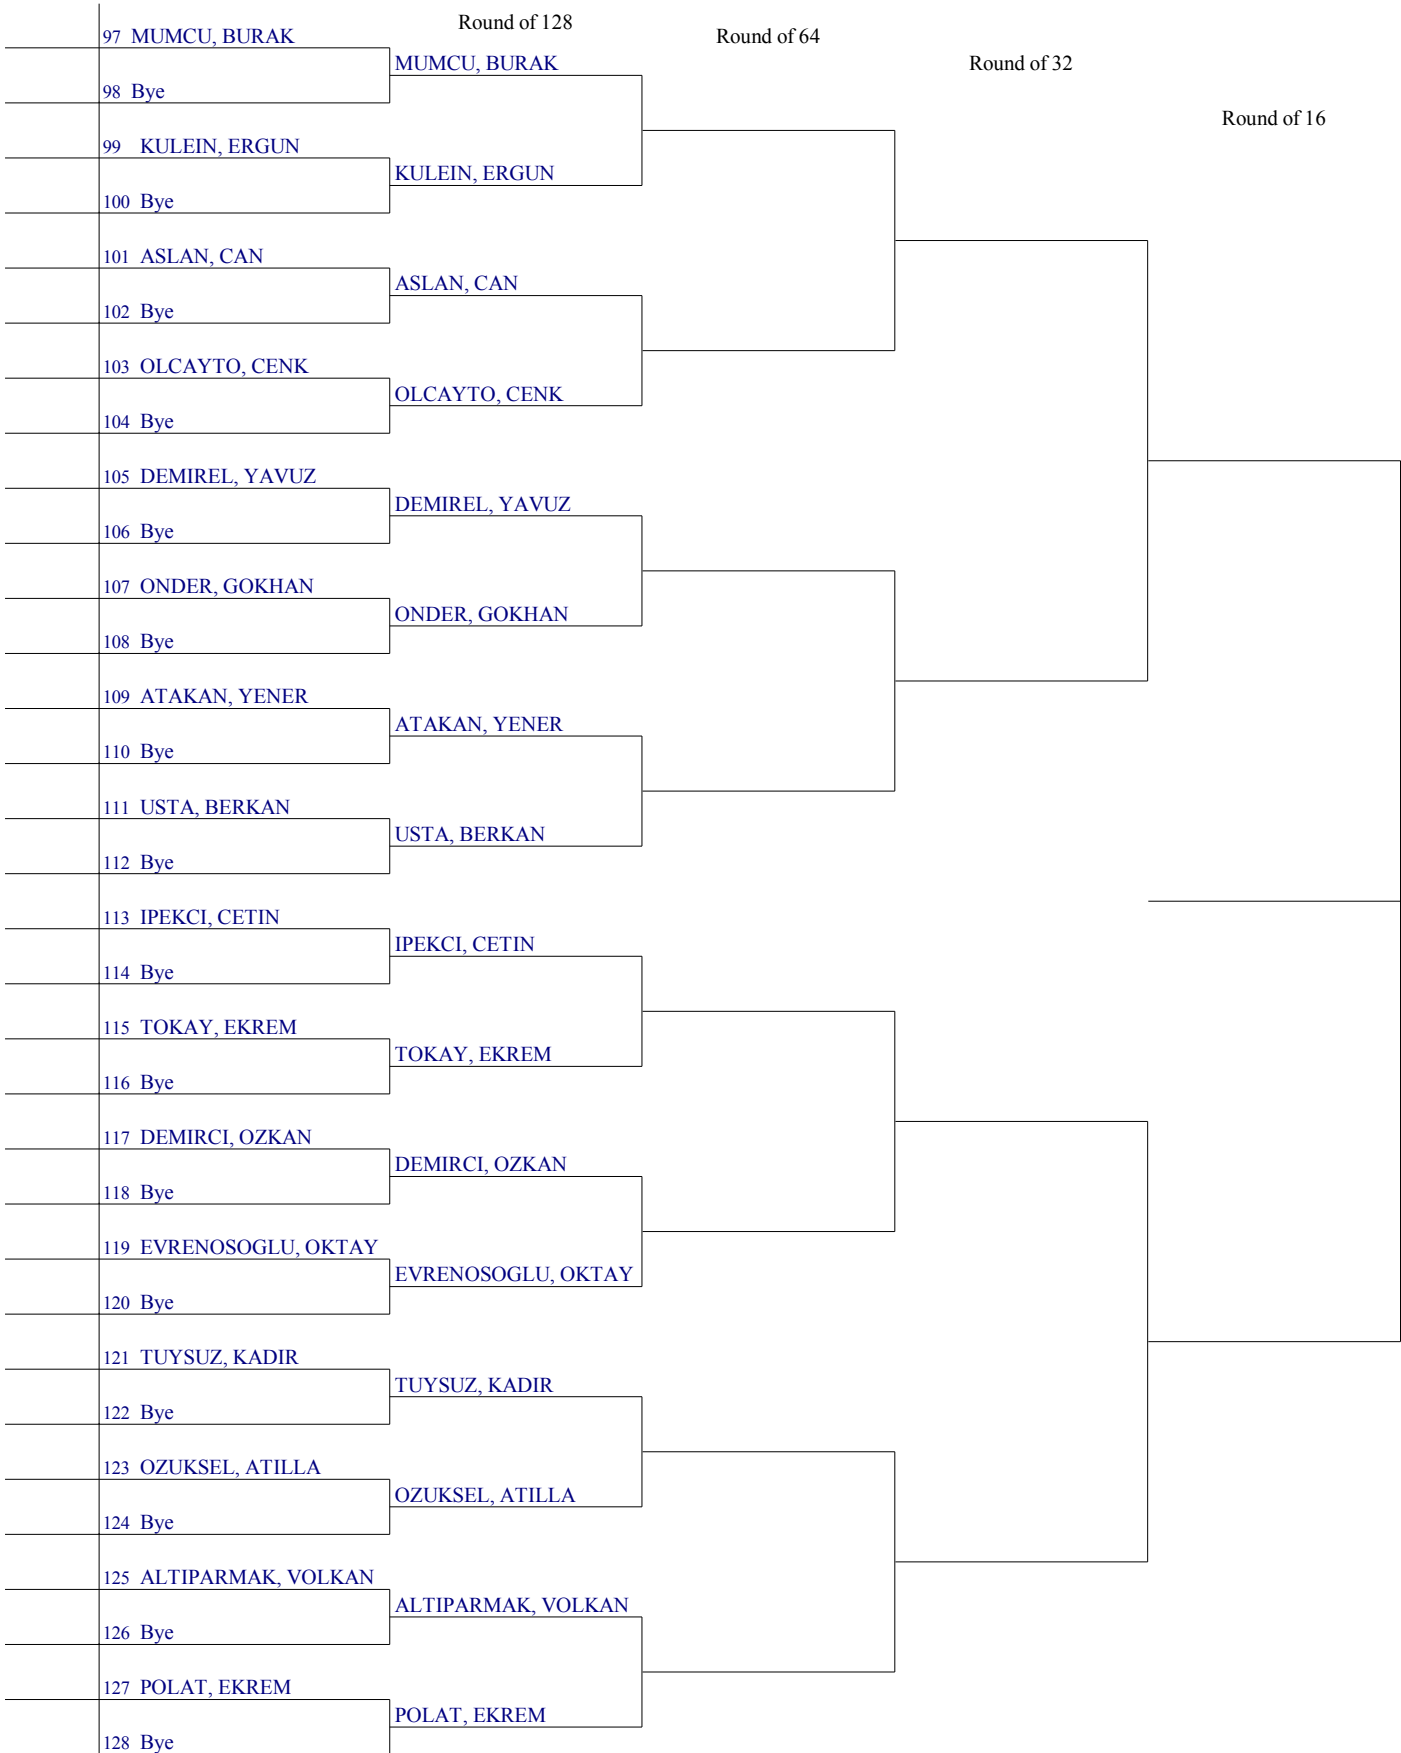 Round of 128
Round of 64
Round of 32
Round of 16
97 MUMCU, BURAK
MUMCU, BURAK
98 Bye
99 KULEIN, ERGUN
KULEIN, ERGUN
100 Bye
101 ASLAN, CAN
ASLAN, CAN
102 Bye
103 OLCAYTO, CENK
OLCAYTO, CENK
104 Bye
105 DEMIREL, YAVUZ
DEMIREL, YAVUZ
106 Bye
107 ONDER, GOKHAN
ONDER, GOKHAN
108 Bye
109 ATAKAN, YENER
ATAKAN, YENER
110 Bye
111 USTA, BERKAN
USTA, BERKAN
112 Bye
113 IPEKCI, CETIN
IPEKCI, CETIN
114 Bye
115 TOKAY, EKREM
TOKAY, EKREM
116 Bye
117 DEMIRCI, OZKAN
DEMIRCI, OZKAN
118 Bye
119 EVRENOSOGLU, OKTAY
EVRENOSOGLU, OKTAY
120 Bye
121 TUYSUZ, KADIR
TUYSUZ, KADIR
122 Bye
123 OZUKSEL, ATILLA
OZUKSEL, ATILLA
124 Bye
125 ALTIPARMAK, VOLKAN
ALTIPARMAK, VOLKAN
126 Bye
127 POLAT, EKREM
POLAT, EKREM
128 Bye